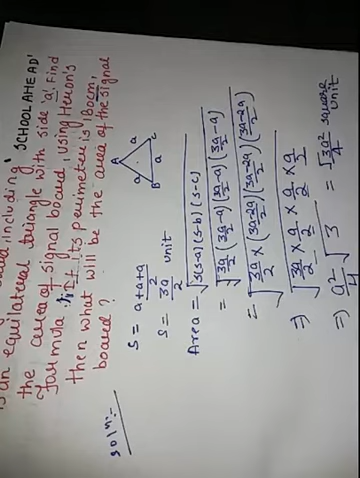 including 'SCHOOL AHEAD'
is an equilateral triangle with side 'a'. Find
the area of signal board, using Heron's
formula. If its perimeter is 180cm,
then what will be the area of the signal
board?
Soln:-
A
a a
B a C
S = a+a+a/2
S = 3a/2 unit
Area = √s(s-a)(s-b)(s-c)
= √3a/2 (3a/2-a)(3a/2-a)(3a/2-a)
= √3a/2 × (3a-2a/2)(3a-2a/2)(3a-2a/2)
⇒ √3a/2 × a/2 × a/2 × a/2
⇒ a²/4 √3 = √3a²/4 square unit